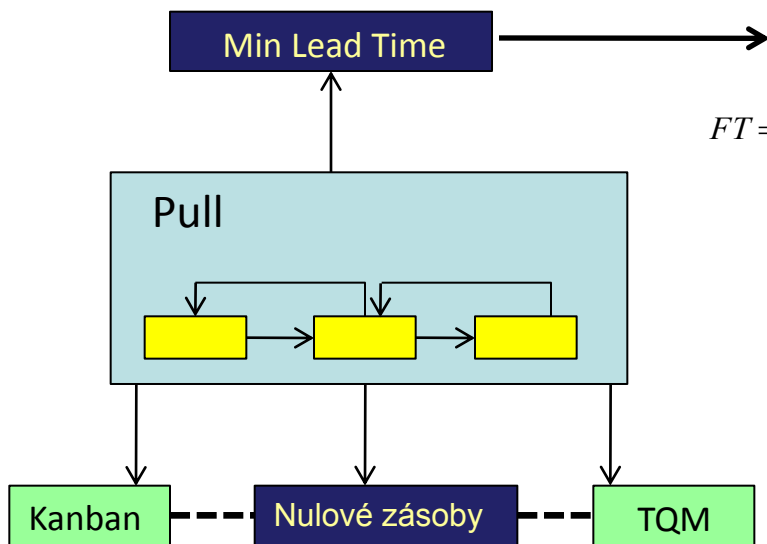 Min Lead Time
FT =
Pull
Kanban
Nulové zásoby
TQM